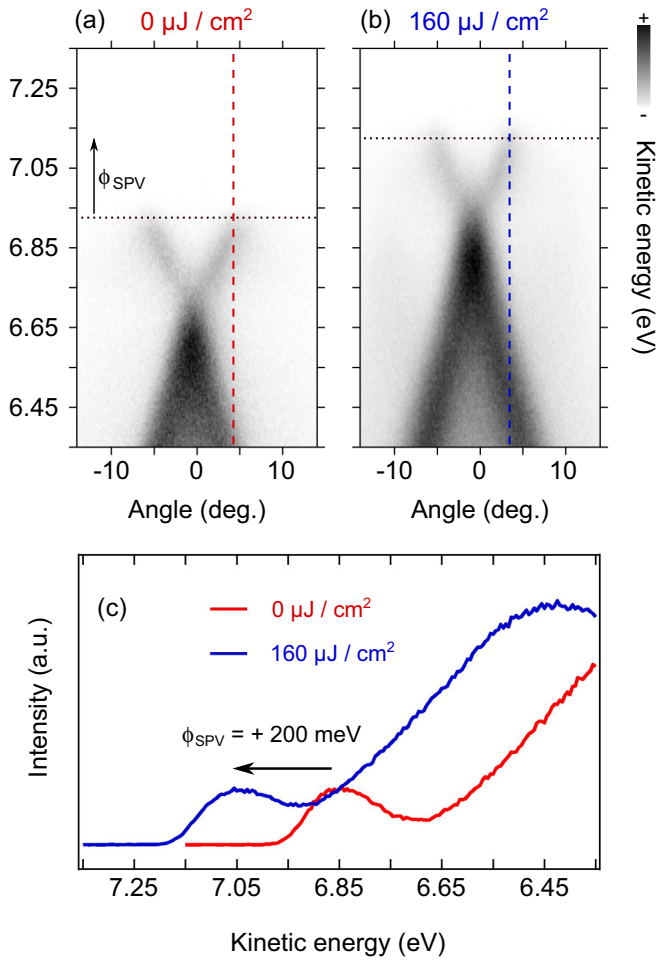 (a) 0 μJ / cm² (b) 160 μJ / cm²
+
-
Kinetic energy
(eV)
7.25
7.05
6.85
6.65
6.45
ϕSPV
-10 0 10 -10 0 10
Angle (deg.) Angle (deg.)
(c)
0 μJ / cm²
160 μJ / cm²
ϕSPV = + 200 meV
Intensity (a.u.)
7.25 7.05 6.85 6.65 6.45
Kinetic energy (eV)